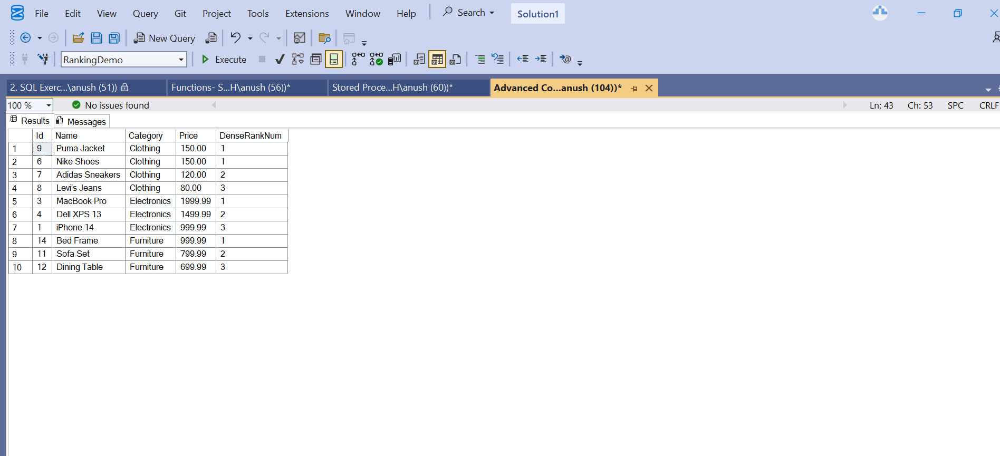 File Edit View Query Git Project Tools Extensions Window Help Search Solution1
New Query
RankingDemo Execute
2. SQL Exerc...\anush (51)) Functions- S...H\anush (56))* Stored Proce...H\anush (60))* Advanced Co...anush (104))*
100 % No issues found Ln: 43 Ch: 53 SPC CRLF
Results Messages
Id Name Category Price DenseRankNum
1 9 Puma Jacket Clothing 150.00 1
2 6 Nike Shoes Clothing 150.00 1
3 7 Adidas Sneakers Clothing 120.00 2
4 8 Levi's Jeans Clothing 80.00 3
5 3 MacBook Pro Electronics 1999.99 1
6 4 Dell XPS 13 Electronics 1499.99 2
7 1 iPhone 14 Electronics 999.99 3
8 14 Bed Frame Furniture 999.99 1
9 11 Sofa Set Furniture 799.99 2
10 12 Dining Table Furniture 699.99 3